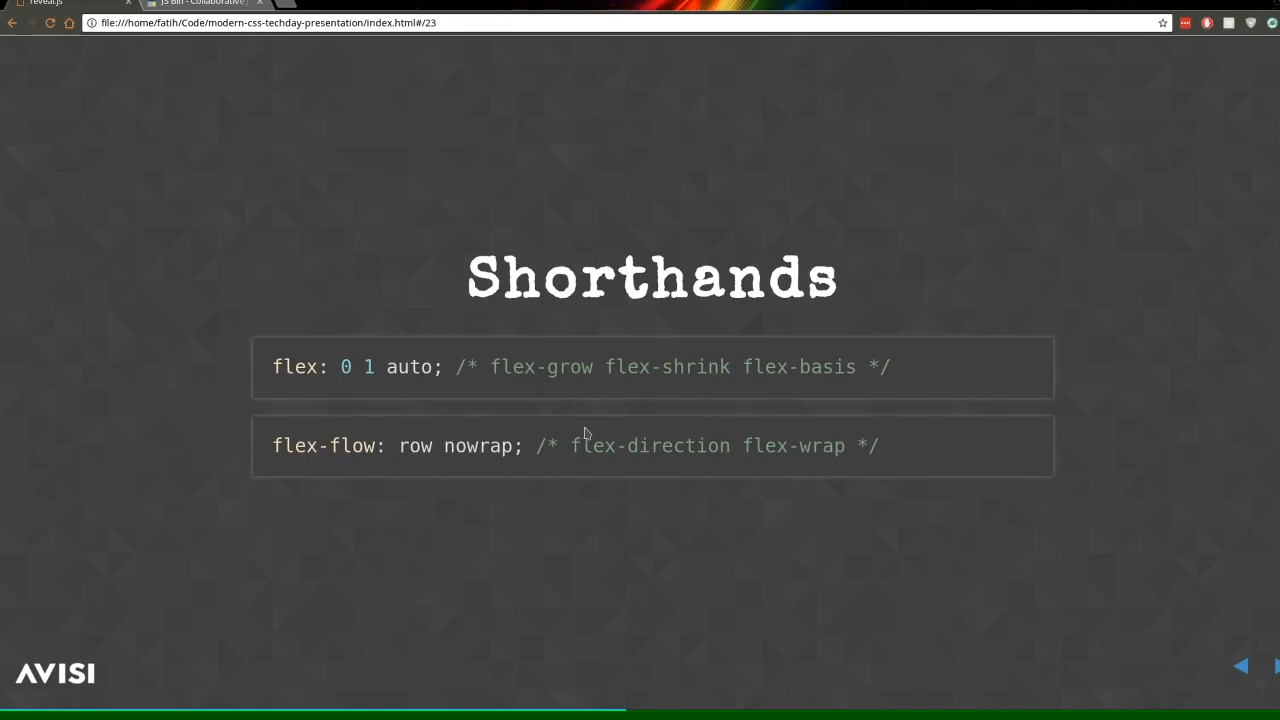 reveal.js
JS Bin - Collaborative
file:///home/fatih/Code/modern-css-techday-presentation/index.html#/23
Shorthands
flex: 0 1 auto; /* flex-grow flex-shrink flex-basis */
flex-flow: row nowrap; /* flex-direction flex-wrap */
AVISI